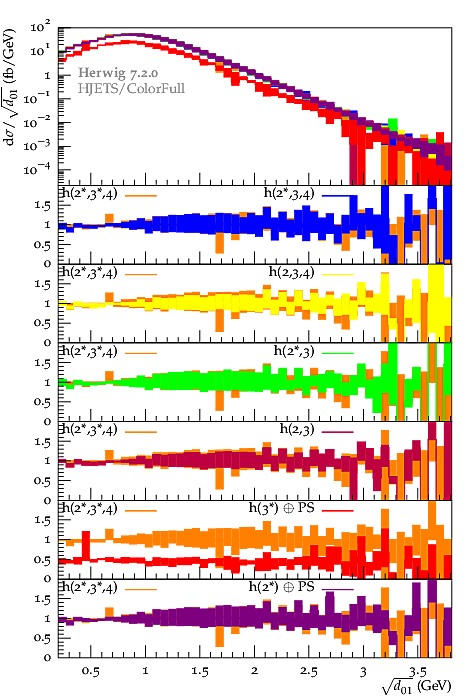 10²
10¹
1
10⁻¹
10⁻²
10⁻³
10⁻⁴
dσ/√d₀₁ (fb/GeV)
Herwig 7.2.0
HJETS/ColorFull
h(2*,3*,4) h(2*,3,4)
1.5
1
0.5
0
h(2*,3*,4) h(2,3,4)
1.5
1
0.5
0
h(2*,3*,4) h(2*,3)
1.5
1
0.5
0
h(2*,3*,4) h(2,3)
1.5
1
0.5
0
h(2*,3*,4) h(3*) ⊕ PS
1.5
1
0.5
0
h(2*,3*,4) h(2*) ⊕ PS
1.5
1
0.5
0
0.5 1 1.5 2 2.5 3 3.5
√d₀₁ (GeV)